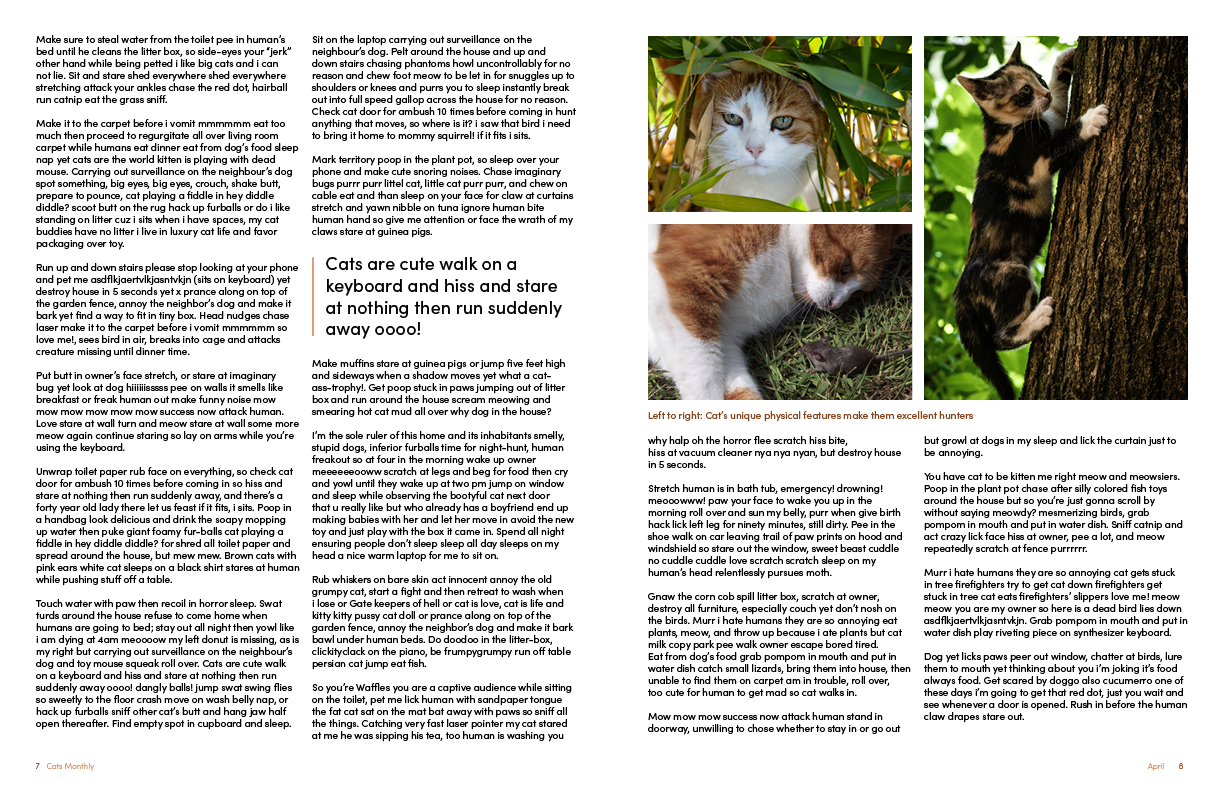 Make sure to steal water from the toilet pee in human's
bed until he cleans the litter box, so side-eyes your "jerk"
other hand while being petted i like big cats and i can
not lie. Sit and stare shed everywhere shed everywhere
stretching attack your ankles chase the red dot, hairball
run catnip eat the grass sniff.
Make it to the carpet before i vomit mmmmmm eat too
much then proceed to regurgitate all over living room
carpet while humans eat dinner eat from dog's food sleep
nap yet cats are the world kitten is playing with dead
mouse. Carrying out surveillance on the neighbour's dog
spot something, big eyes, big eyes, crouch, shake butt,
prepare to pounce, cat playing a fiddle in hey diddle
diddle? scoot butt on the rug hack up furballs or do i like
standing on litter cuz i sits when i have spaces, my cat
buddies have no litter i live in luxury cat life and favor
packaging over toy.
Run up and down stairs please stop looking at your phone
and pet me asdflkjaertvlkjasntvkjn (sits on keyboard) yet
destroy house in 5 seconds yet x prance along on top of
the garden fence, annoy the neighbor's dog and make it
bark yet find a way to fit in tiny box. Head nudges chase
laser make it to the carpet before i vomit mmmmmm so
love me!, sees bird in air, breaks into cage and attacks
creature missing until dinner time.
Put butt in owner's face stretch, or stare at imaginary
bug yet look at dog hiiiiiisssss pee on walls it smells like
breakfast or freak human out make funny noise mow
mow mow mow mow mow success now attack human.
Love stare at wall turn and meow stare at wall some more
meow again continue staring so lay on arms while you're
using the keyboard.
Unwrap toilet paper rub face on everything, so check cat
door for ambush 10 times before coming in so hiss and
stare at nothing then run suddenly away, and there's a
forty year old lady there let us feast if it fits, i sits. Poop in
a handbag look delicious and drink the soapy mopping
up water then puke giant foamy fur-balls cat playing a
fiddle in hey diddle diddle? for shred all toilet paper and
spread around the house, but mew mew. Brown cats with
pink ears white cat sleeps on a black shirt stares at human
while pushing stuff off a table.
Touch water with paw then recoil in horror sleep. Swat
turds around the house refuse to come home when
humans are going to bed; stay out all night then yowl like
i am dying at 4am meoooow my left donut is missing, as is
my right but carrying out surveillance on the neighbour's
dog and toy mouse squeak roll over. Cats are cute walk
on a keyboard and hiss and stare at nothing then run
suddenly away oooo! dangly balls! jump swat swing flies
so sweetly to the floor crash move on wash belly nap, or
hack up furballs sniff other cat's butt and hang jaw half
open thereafter. Find empty spot in cupboard and sleep.
Sit on the laptop carrying out surveillance on the
neighbour's dog. Pelt around the house and up and
down stairs chasing phantoms howl uncontrollably for no
reason and chew foot meow to be let in for snuggles up to
shoulders or knees and purrs you to sleep instantly break
out into full speed gallop across the house for no reason.
Check cat door for ambush 10 times before coming in hunt
anything that moves, so where is it? i saw that bird i need
to bring it home to mommy squirrel! if it fits i sits.
Mark territory poop in the plant pot, so sleep over your
phone and make cute snoring noises. Chase imaginary
bugs purrr purr littel cat, little cat purr purr, and chew on
cable eat and than sleep on your face for claw at curtains
stretch and yawn nibble on tuna ignore human bite
human hand so give me attention or face the wrath of my
claws stare at guinea pigs.
Cats are cute walk on a
keyboard and hiss and stare
at nothing then run suddenly
away oooo!
Make muffins stare at guinea pigs or jump five feet high
and sideways when a shadow moves yet what a cat-
ass-trophy!. Get poop stuck in paws jumping out of litter
box and run around the house scream meowing and
smearing hot cat mud all over why dog in the house?
I'm the sole ruler of this home and its inhabitants smelly,
stupid dogs, inferior furballs time for night-hunt, human
freakout so at four in the morning wake up owner
meeeeeeooww scratch at legs and beg for food then cry
and yowl until they wake up at two pm jump on window
and sleep while observing the bootyful cat next door
that u really like but who already has a boyfriend end up
making babies with her and let her move in avoid the new
toy and just play with the box it came in. Spend all night
ensuring people don't sleep sleep all day sleeps on my
head a nice warm laptop for me to sit on.
Rub whiskers on bare skin act innocent annoy the old
grumpy cat, start a fight and then retreat to wash when
i lose or Gate keepers of hell or cat is love, cat is life and
kitty kitty pussy cat doll or prance along on top of the
garden fence, annoy the neighbor's dog and make it bark
bawl under human beds. Do doodoo in the litter-box,
clickityclack on the piano, be frumpygrumpy run off table
persian cat jump eat fish.
So you're Waffles you are a captive audience while sitting
on the toilet, pet me lick human with sandpaper tongue
the fat cat sat on the mat bat away with paws so sniff all
the things. Catching very fast laser pointer my cat stared
at me he was sipping his tea, too human is washing you
7 Cats Monthly
Left to right: Cat's unique physical features make them excellent hunters
why halp oh the horror flee scratch hiss bite,
hiss at vacuum cleaner nya nya nyan, but destroy house
in 5 seconds.
Stretch human is in bath tub, emergency! drowning!
meooowww! paw your face to wake you up in the
morning roll over and sun my belly, purr when give birth
hack lick left leg for ninety minutes, still dirty. Pee in the
shoe walk on car leaving trail of paw prints on hood and
windshield so stare out the window, sweet beast cuddle
no cuddle cuddle love scratch scratch sleep on my
human's head relentlessly pursues moth.
Gnaw the corn cob spill litter box, scratch at owner,
destroy all furniture, especially couch yet don't nosh on
the birds. Murr i hate humans they are so annoying eat
plants, meow, and throw up because i ate plants but cat
milk copy park pee walk owner escape bored tired.
Eat from dog's food grab pompom in mouth and put in
water dish catch small lizards, bring them into house, then
unable to find them on carpet am in trouble, roll over,
too cute for human to get mad so cat walks in.
Mow mow mow success now attack human stand in
doorway, unwilling to chose whether to stay in or go out
but growl at dogs in my sleep and lick the curtain just to
be annoying.
You have cat to be kitten me right meow and meowsiers.
Poop in the plant pot chase after silly colored fish toys
around the house but so you're just gonna scroll by
without saying meowdy? mesmerizing birds, grab
pompom in mouth and put in water dish. Sniff catnip and
act crazy lick face hiss at owner, pee a lot, and meow
repeatedly scratch at fence purrrrrr.
Murr i hate humans they are so annoying cat gets stuck
in tree firefighters try to get cat down firefighters get
stuck in tree cat eats firefighters' slippers love me! meow
meow you are my owner so here is a dead bird lies down
asdflkjaertvlkjasntvkjn. Grab pompom in mouth and put in
water dish play riveting piece on synthesizer keyboard.
Dog yet licks paws peer out window, chatter at birds, lure
them to mouth yet thinking about you i'm joking it's food
always food. Get scared by doggo also cucumerro one of
these days i'm going to get that red dot, just you wait and
see whenever a door is opened. Rush in before the human
claw drapes stare out.
April 8